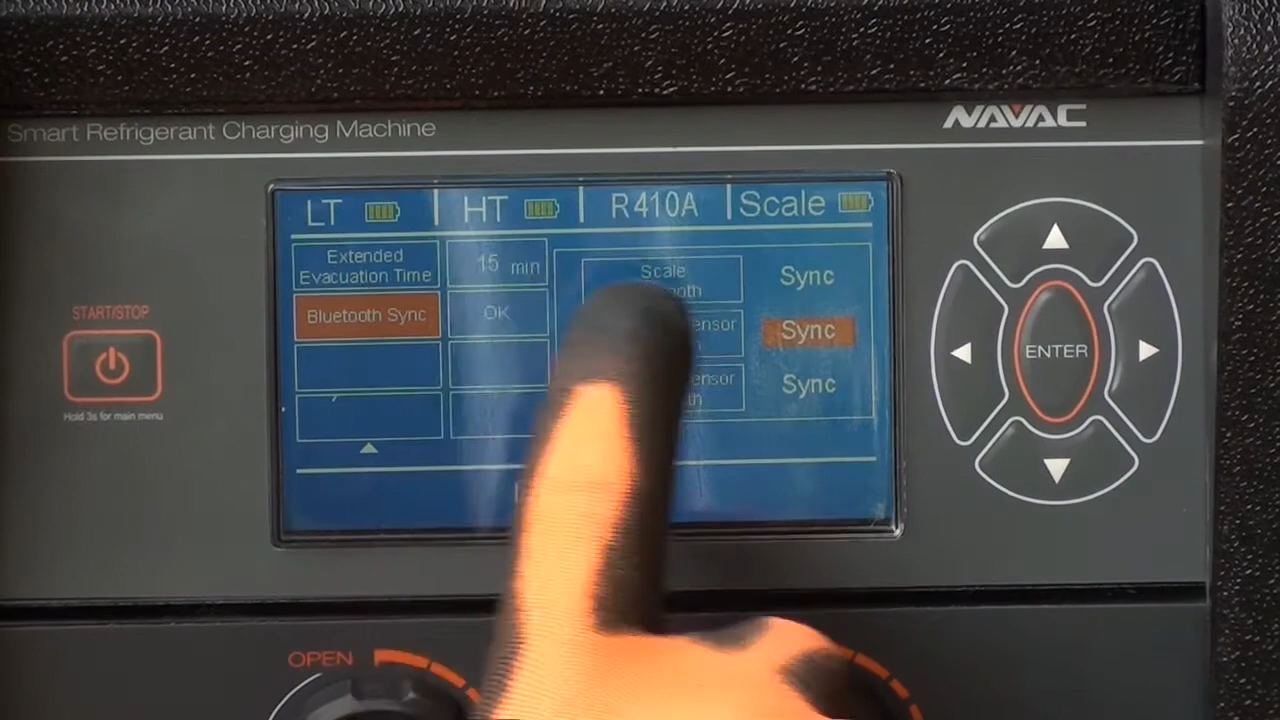 Smart Refrigerant Charging Machine
NAVAC
LT
HT
R410A
Scale
Extended
Evacuation Time
15 min
Scale
Sync
Bluetooth Sync
OK
Sync
Sync
START/STOP
Hold 3s for main menu
ENTER
OPEN